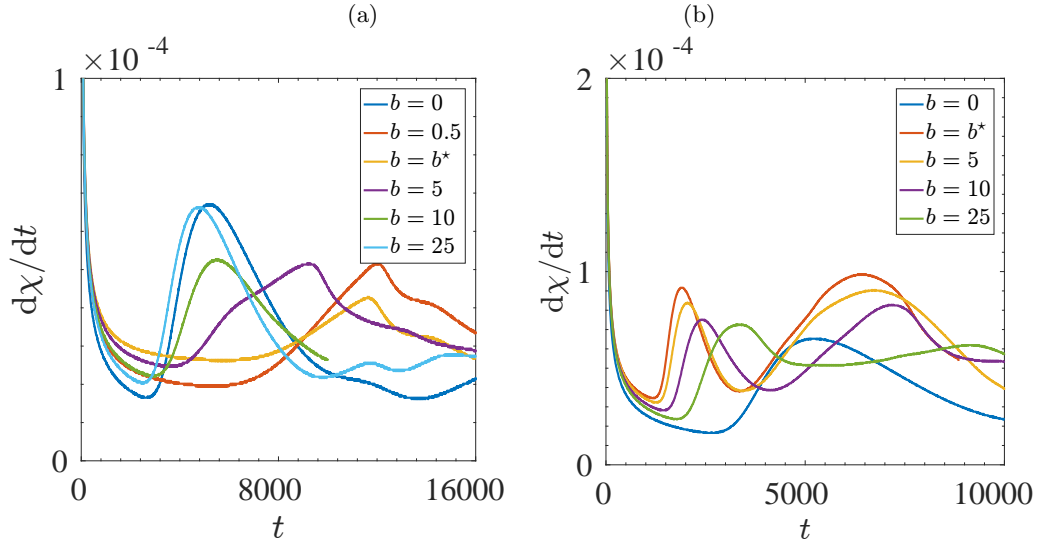 (a)
×10 -4
1
0
dχ/dt
0
8000
16000
t
b = 0
b = 0.5
b = b⋆
b = 5
b = 10
b = 25
(b)
×10 -4
2
1
0
dχ/dt
0
5000
10000
t
b = 0
b = b⋆
b = 5
b = 10
b = 25